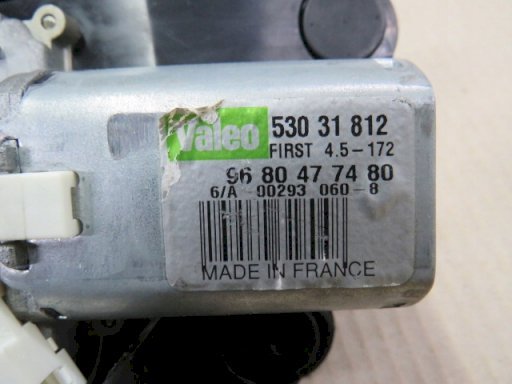 Valeo 530 31 812
FIRST 4.5-172
96 80 47 74 80
6/A 00293 060-8
MADE IN FRANCE